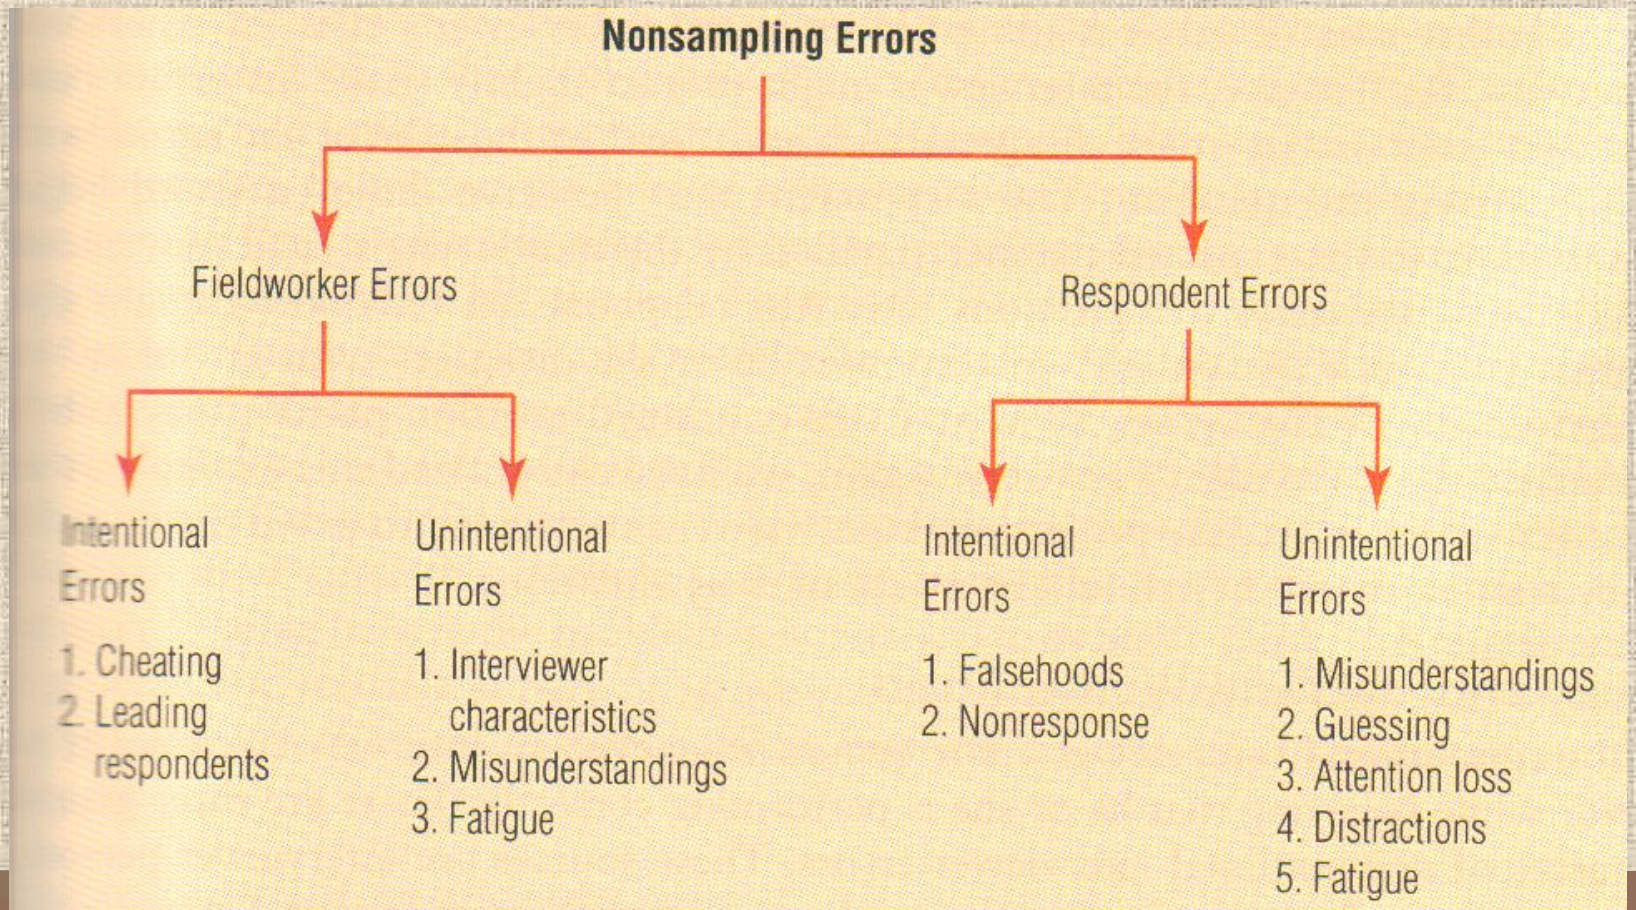 Nonsampling Errors
Fieldworker Errors
Respondent Errors
Intentional
Errors
1. Cheating
2. Leading
respondents
Unintentional
Errors
1. Interviewer
characteristics
2. Misunderstandings
3. Fatigue
Intentional
Errors
1. Falsehoods
2. Nonresponse
Unintentional
Errors
1. Misunderstandings
2. Guessing
3. Attention loss
4. Distractions
5. Fatigue